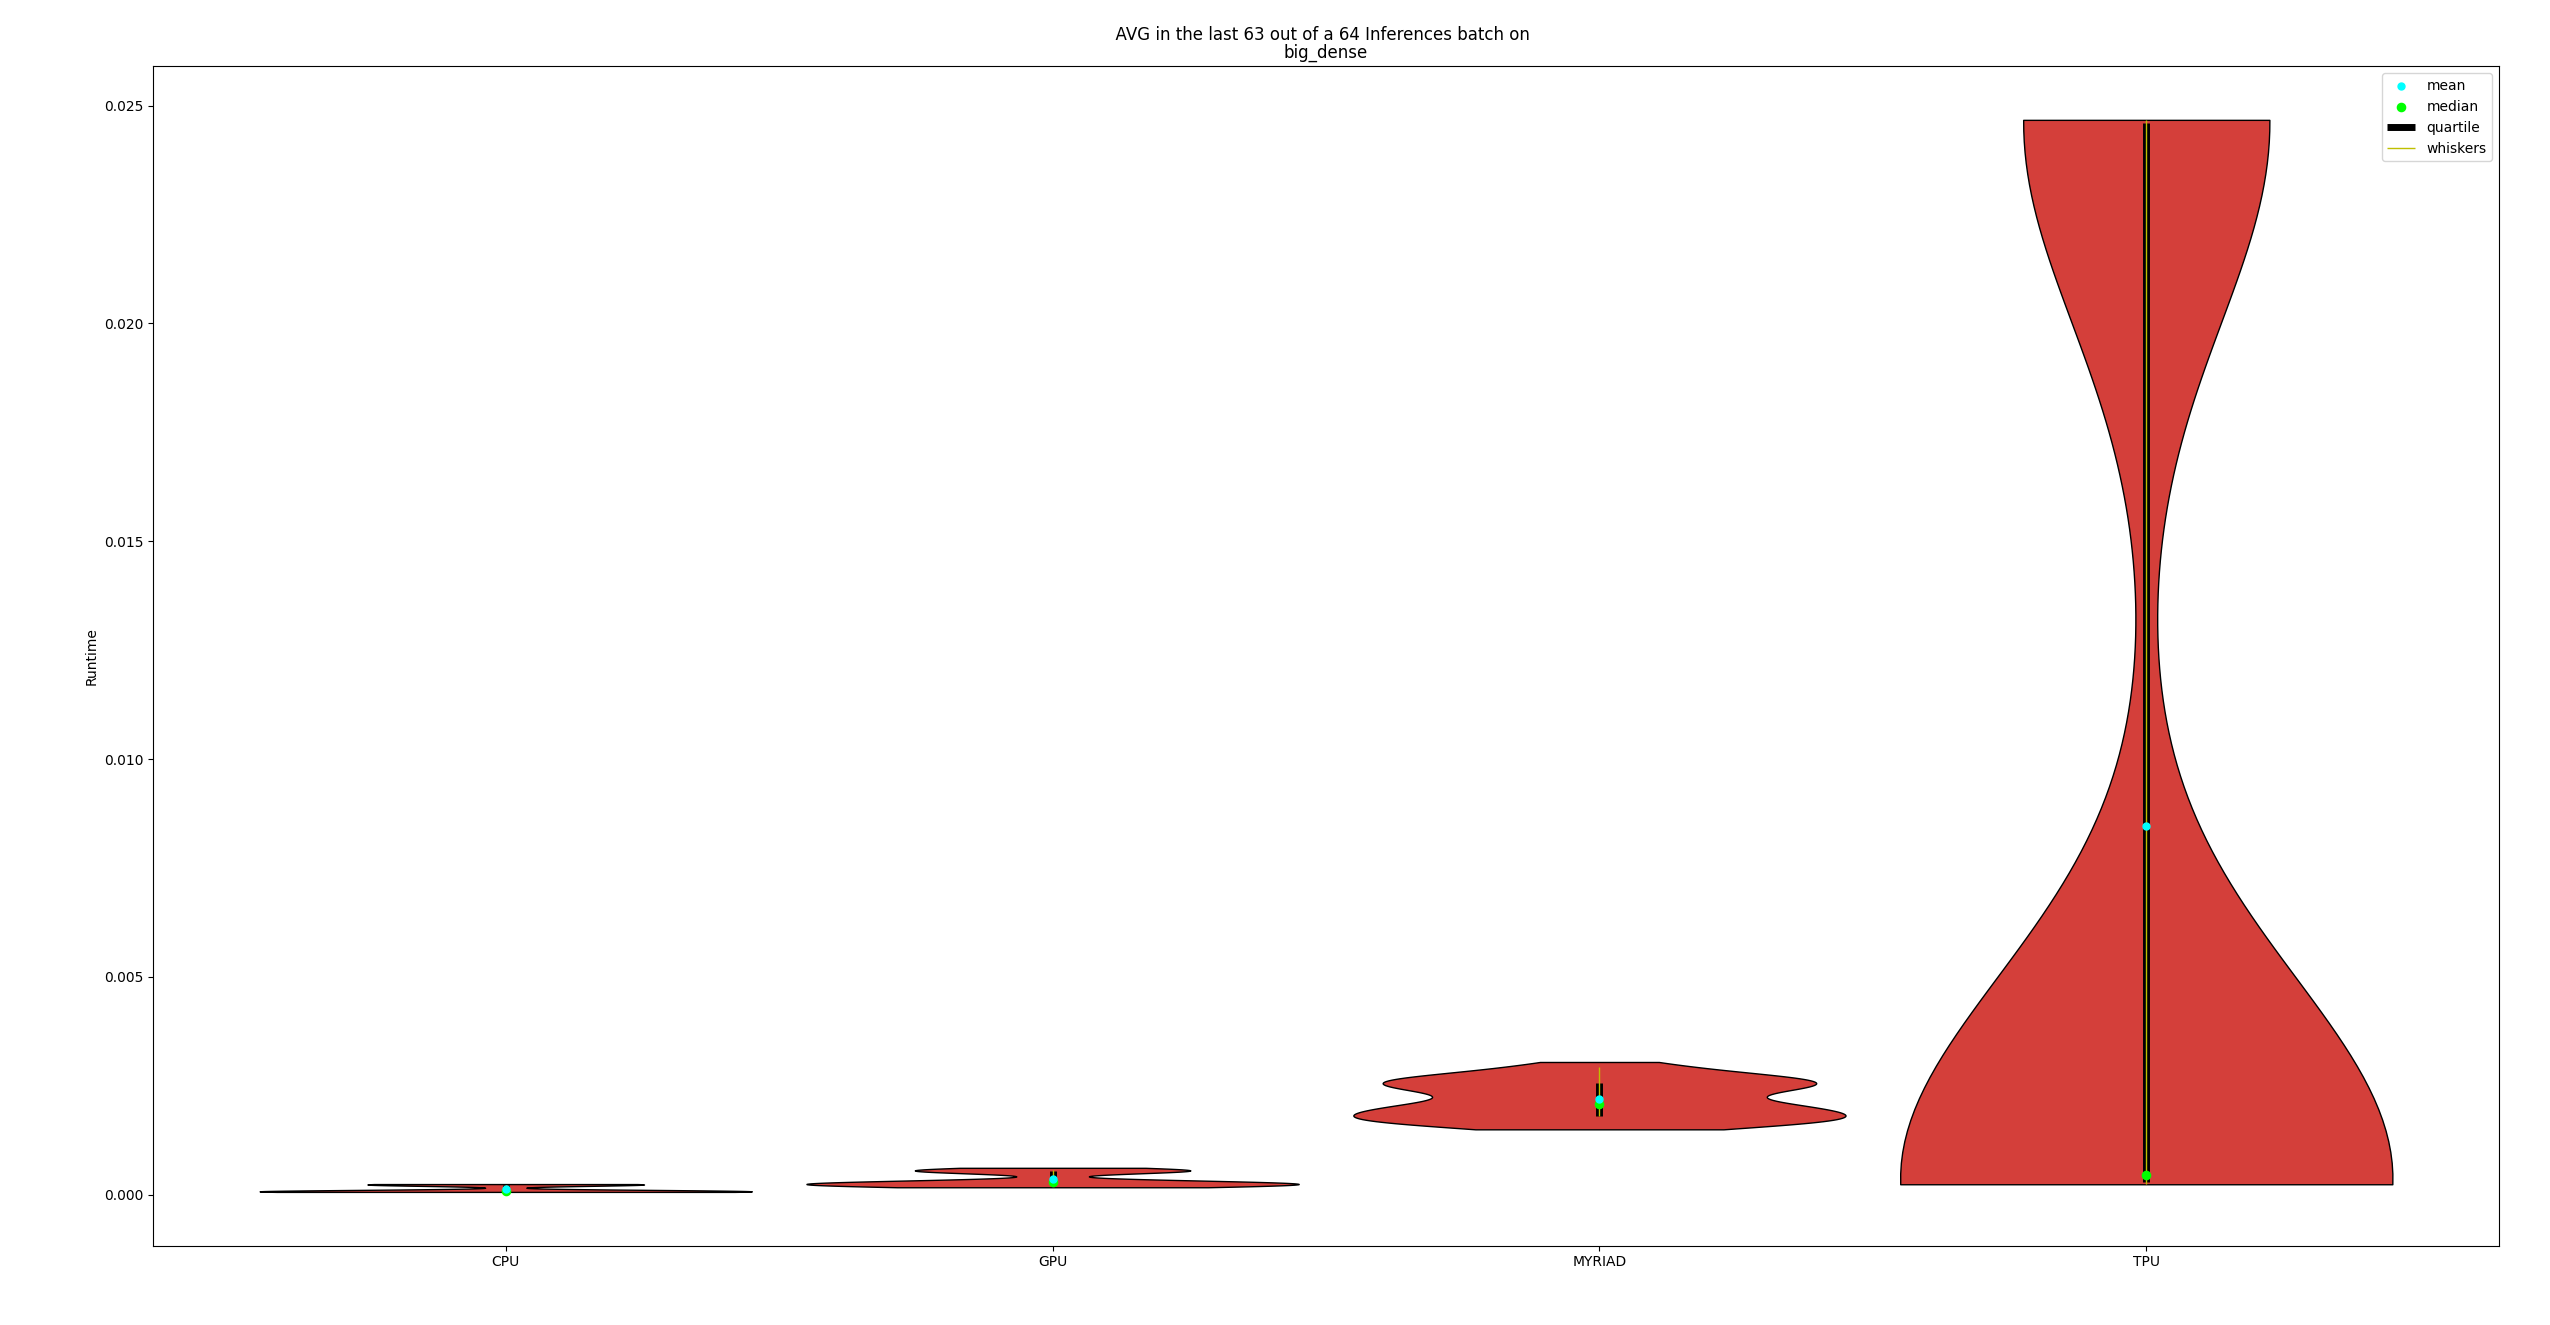 AVG in the last 63 out of a 64 Inferences batch on
big_dense
mean
median
quartile
whiskers
Runtime
0.025
0.020
0.015
0.010
0.005
0.000
CPU GPU MYRIAD TPU